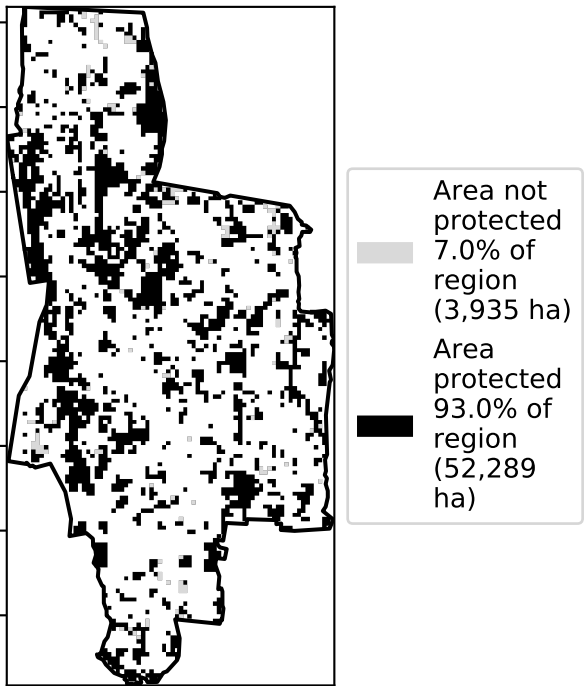 Area not
protected
7.0% of
region
(3,935 ha)
Area
protected
93.0% of
region
(52,289
ha)